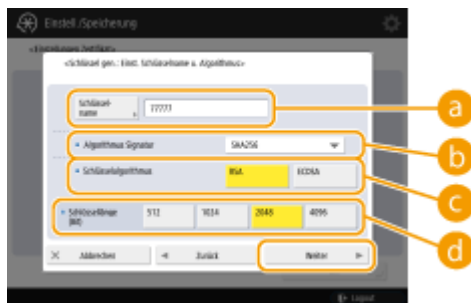 Einstell./Speicherung
<Einstellungen Zertifikat>
<Schlüssel gen.: Einst. Schlüsselname u. Algorithmus>
Schlüssel-
name
77777
a
Algorithmus Signatur
SHA256
b
Schlüsselalgorithmus
RSA
ECDSA
c
Schlüssellänge
(Bit)
512
1024
2048
4096
d
Abbrechen
Zurück
Weiter
Logout